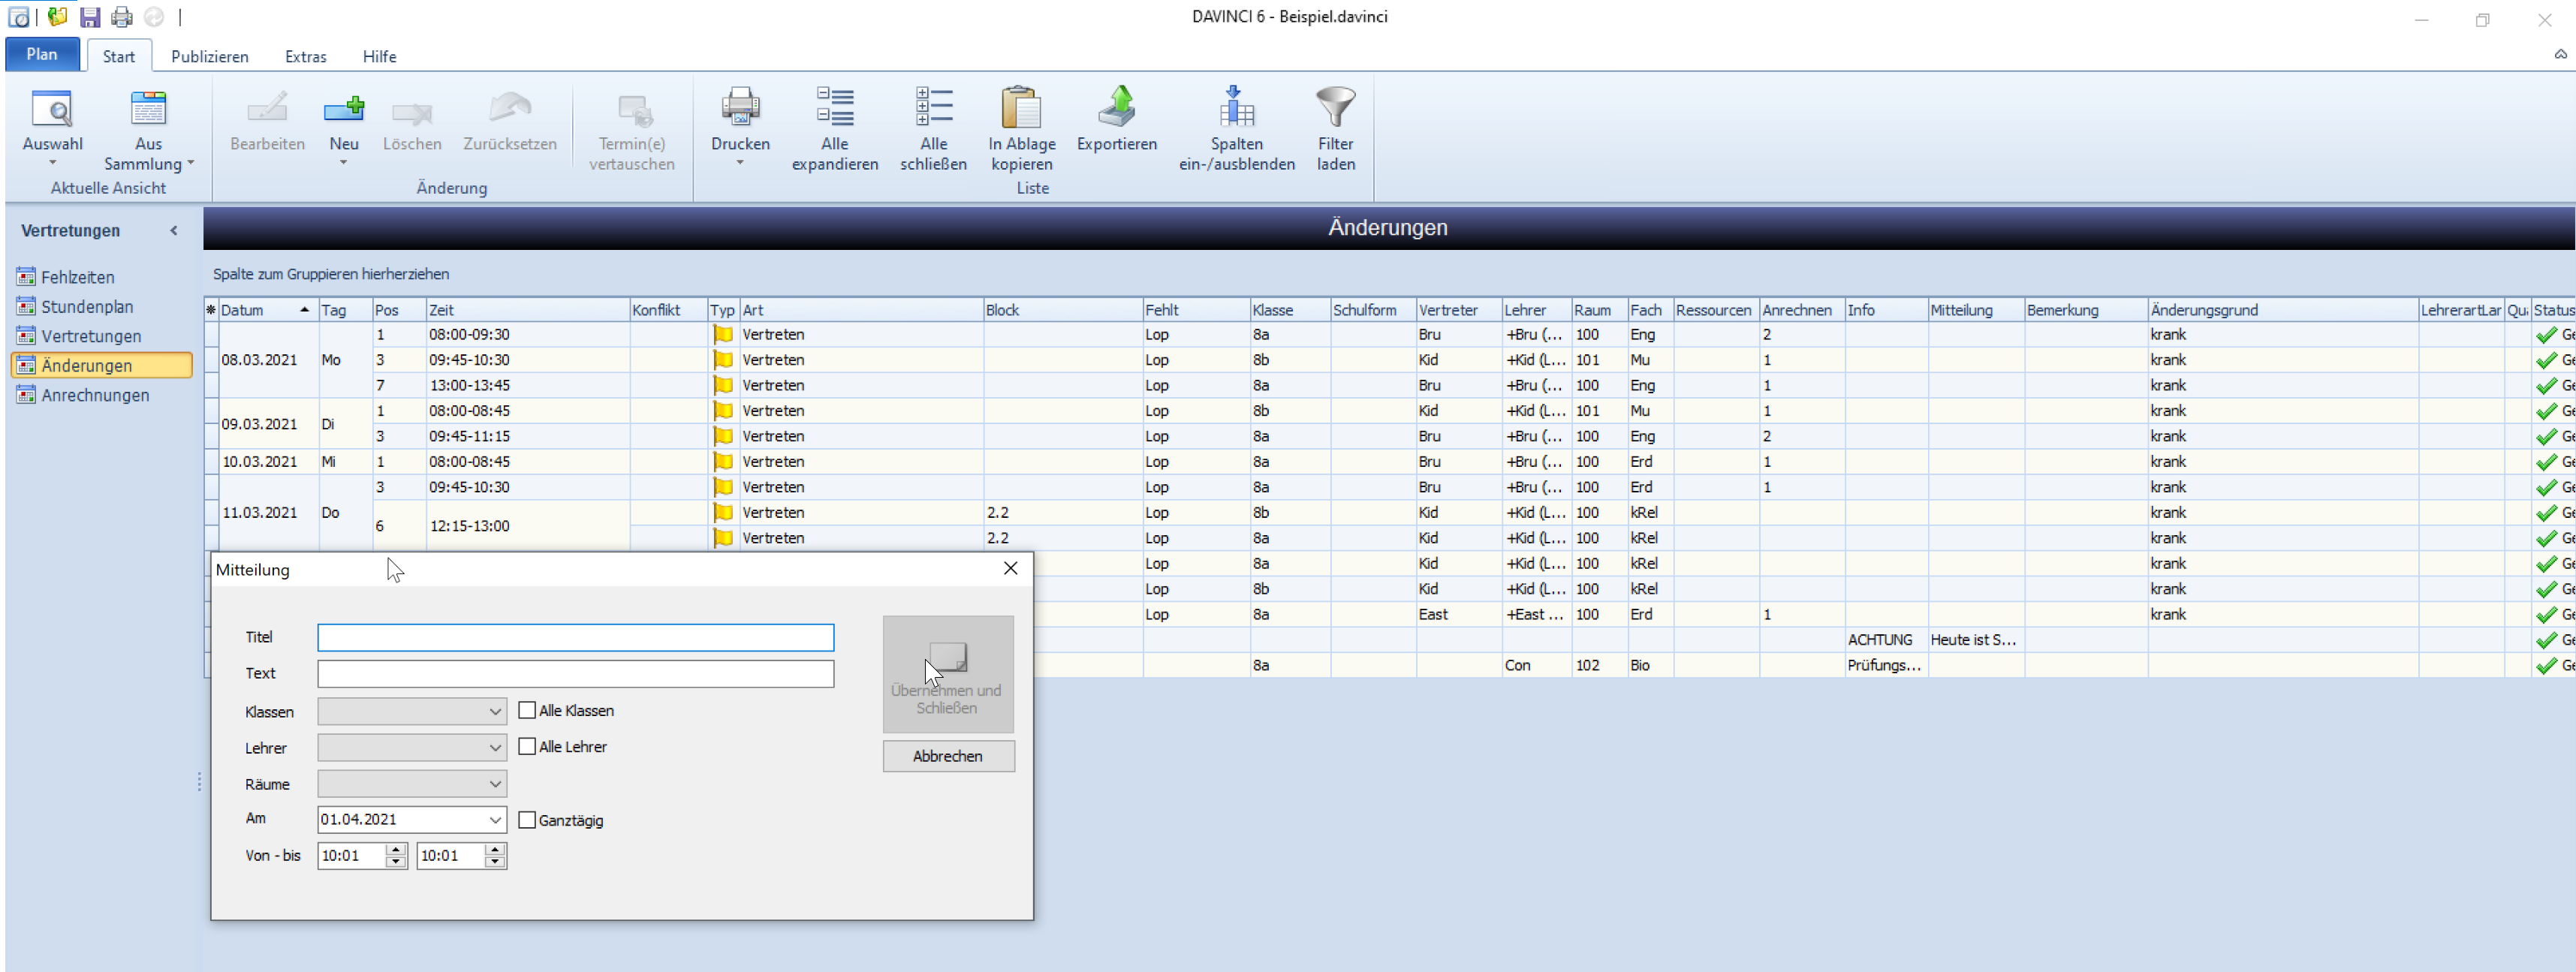 DAVINCI 6 - Beispiel.davinci
Plan Start Publizieren Extras Hilfe
Auswahl
Aus Sammlung
Aktuelle Ansicht
Bearbeiten
Neu
Löschen
Zurücksetzen
Termin(e) vertauschen
Änderung
Drucken
Alle expandieren
Alle schließen
In Ablage kopieren
Exportieren
Spalten ein-/ausblenden
Filter laden
Liste
Vertretungen
Fehlzeiten
Stundenplan
Vertretungen
Änderungen
Anrechnungen
Änderungen
Spalte zum Gruppieren hierherziehen
Datum Tag Pos Zeit Konflikt Typ Art Block Fehlt Klasse Schulform Vertreter Lehrer Raum Fach Ressourcen Anrechnen Info Mitteilung Bemerkung Änderungsgrund LehrerartLar Qu Status
08.03.2021 Mo 1 08:00-09:30 Vertreten Lop 8a Bru +Bru (... 100 Eng 2 krank Ge
3 09:45-10:30 Vertreten Lop 8b Kid +Kid (L... 101 Mu 1 krank Ge
7 13:00-13:45 Vertreten Lop 8a Bru +Bru (... 100 Eng 1 krank Ge
09.03.2021 Di 1 08:00-08:45 Vertreten Lop 8b Kid +Kid (L... 101 Mu 1 krank Ge
3 09:45-11:15 Vertreten Lop 8a Bru +Bru (... 100 Eng 2 krank Ge
10.03.2021 Mi 1 08:00-08:45 Vertreten Lop 8a Bru +Bru (... 100 Erd 1 krank Ge
11.03.2021 Do 3 09:45-10:30 Vertreten Lop 8a Bru +Bru (... 100 Erd 1 krank Ge
6 12:15-13:00 Vertreten 2.2 Lop 8b Kid +Kid (L... 100 kRel krank Ge
Vertreten 2.2 Lop 8a Kid +Kid (L... 100 kRel krank Ge
Lop 8a Kid +Kid (L... 100 kRel krank Ge
Lop 8b Kid +Kid (L... 100 kRel krank Ge
Lop 8a East +East ... 100 Erd 1 krank Ge
ACHTUNG Heute ist S... Ge
8a Con 102 Bio Prüfungs... Ge
Mitteilung
Titel
Text
Klassen Alle Klassen
Lehrer Alle Lehrer
Räume
Am 01.04.2021 Ganztägig
Von - bis 10:01 10:01
Übernehmen und Schließen
Abbrechen